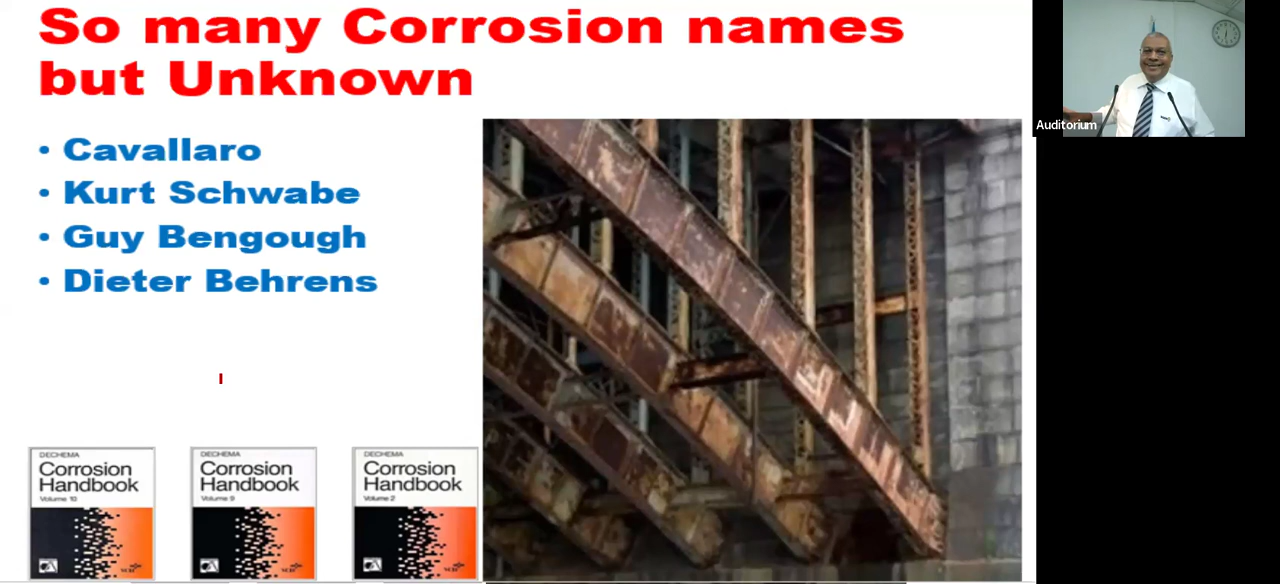 So many Corrosion names
but Unknown
• Cavallaro
• Kurt Schwabe
• Guy Bengough
• Dieter Behrens
DECHEMA
Corrosion
Handbook
Volume 10
DECHEMA
Corrosion
Handbook
Volume 9
DECHEMA
Corrosion
Handbook
Volume 2
Auditorium